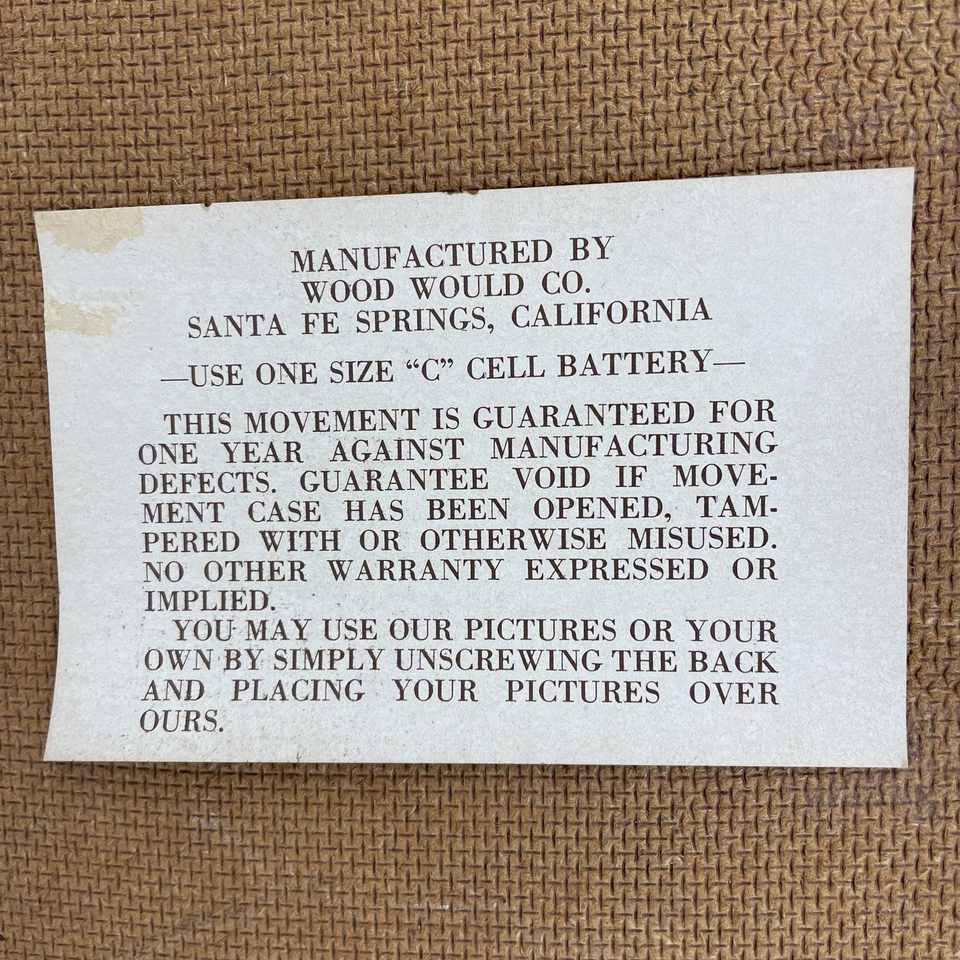 MANUFACTURED BY
WOOD WOULD CO.
SANTA FE SPRINGS, CALIFORNIA
—USE ONE SIZE “C” CELL BATTERY—
THIS MOVEMENT IS GUARANTEED FOR
ONE YEAR AGAINST MANUFACTURING
DEFECTS. GUARANTEE VOID IF MOVE-
MENT CASE HAS BEEN OPENED, TAM-
PERED WITH OR OTHERWISE MISUSED.
NO OTHER WARRANTY EXPRESSED OR
IMPLIED.
YOU MAY USE OUR PICTURES OR YOUR
OWN BY SIMPLY UNSCREWING THE BACK
AND PLACING YOUR PICTURES OVER
OURS.